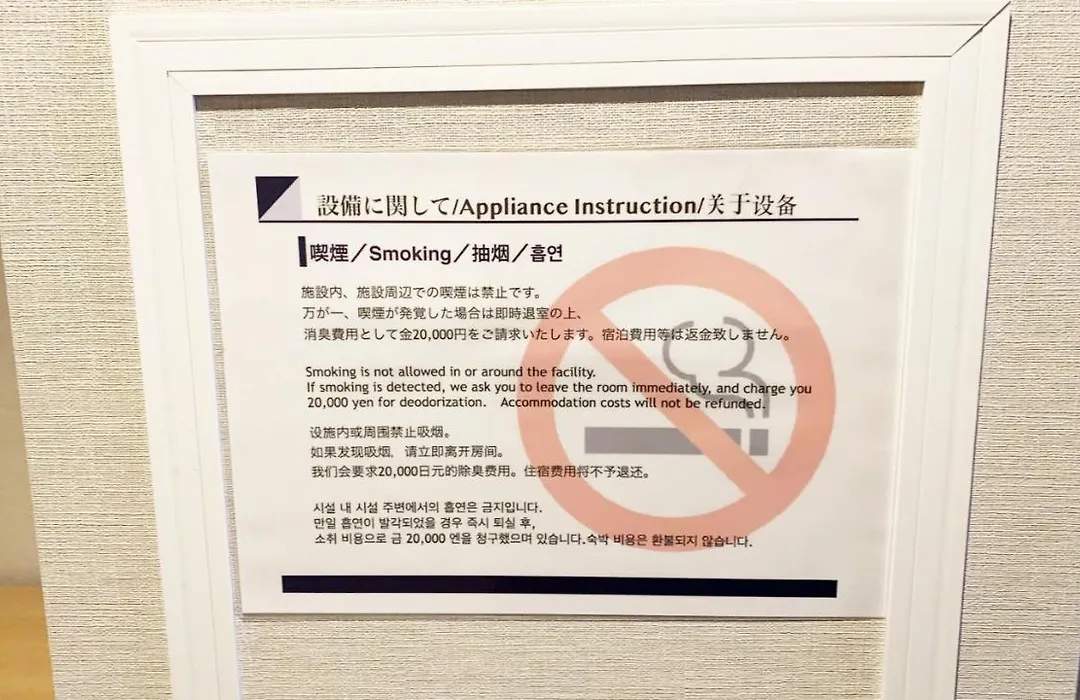 設備に関して/Appliance Instruction/关于设备
喫煙／Smoking／抽烟／흡연
施設内、施設周辺での喫煙は禁止です。
万が一、喫煙が発覚した場合は即時退室の上、
消臭費用として金20,000円をご請求いたします。宿泊費用等は返金致しません。
Smoking is not allowed in or around the facility.
If smoking is detected, we ask you to leave the room immediately, and charge you
20,000 yen for deodorization. Accommodation costs will not be refunded.
设施内或周围禁止吸烟。
如果发现吸烟，请立即离开房间。
我们会要求20,000日元的除臭费用。住宿费用将不予退还。
시설 내 시설 주변에서의 흡연은 금지입니다.
만일 흡연이 발각되었을 경우 즉시 퇴실 후,
소취 비용으로 금 20,000 엔을 청구했으며 있습니다.숙박 비용은 환불되지 않습니다.